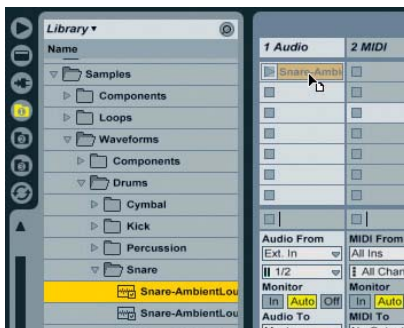 Library
Name
Samples
Components
Loops
Waveforms
Components
Drums
Cymbal
Kick
Percussion
Snare
Snare-AmbientLou
Snare-AmbientLou
1 Audio
2 MIDI
Snare-Ambi
Audio From
MIDI From
Ext. In
All Ins
1/2
All Chan
Monitor
Monitor
In Auto Off
In Auto
Audio To
MIDI To